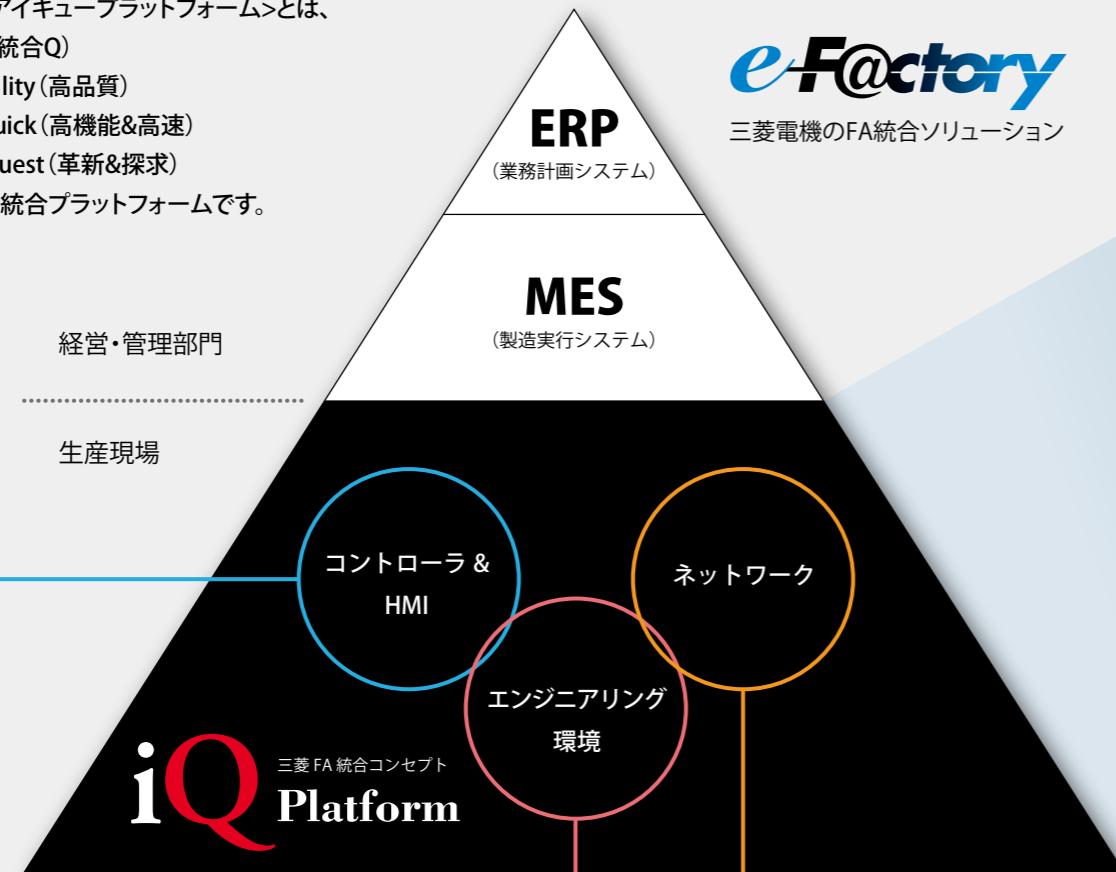 アイキュープラットフォーム>とは、
統合Q)
lity(高品質)
uick(高機能&高速)
uest(革新&探求)
統合プラットフォームです。
e-F@ctory
三菱電機のFA統合ソリューション
ERP
(業務計画システム)
MES
(製造実行システム)
経営・管理部門
生産現場
コントローラ &
HMI
ネットワーク
エンジニアリング
環境
iQ
三菱 FA 統合コンセプト
Platform